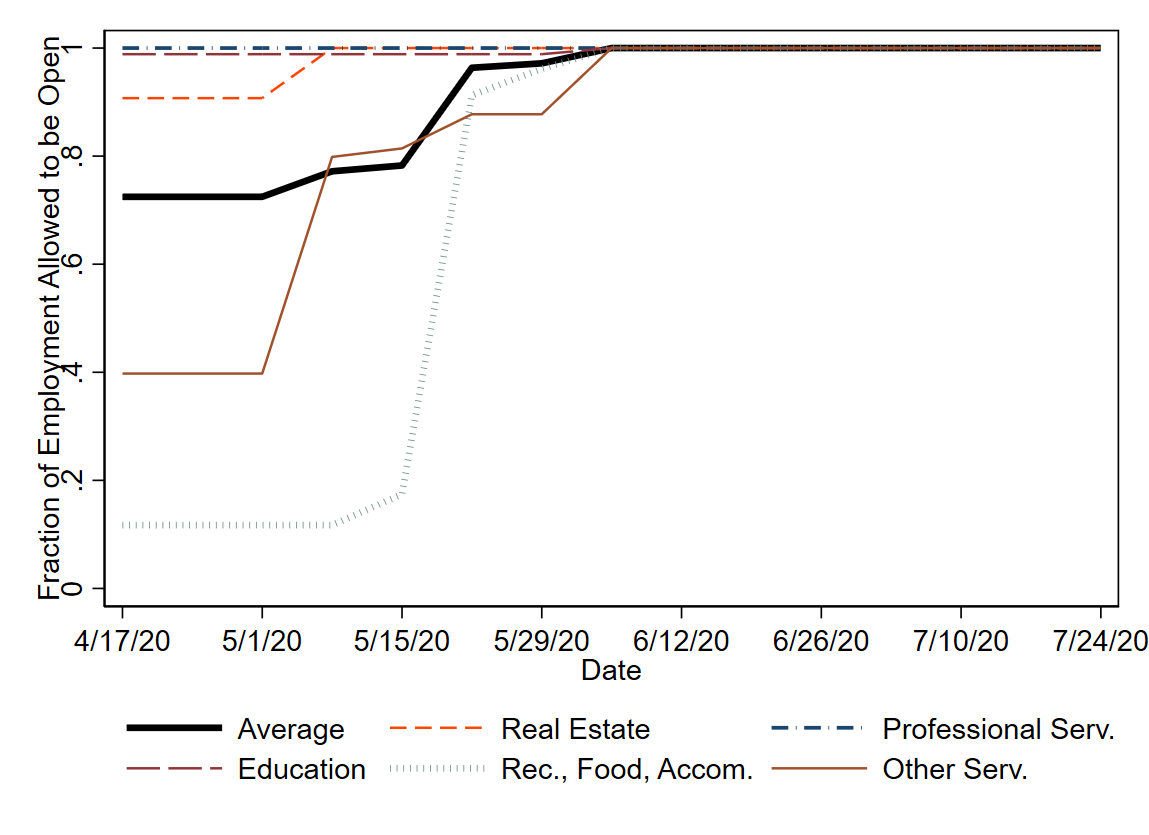 Fraction of Employment Allowed to be Open
1
.8
.6
.4
.2
0
4/17/20 5/1/20 5/15/20 5/29/20 6/12/20 6/26/20 7/10/20 7/24/20
Date
Average Real Estate Professional Serv.
Education Rec., Food, Accom. Other Serv.